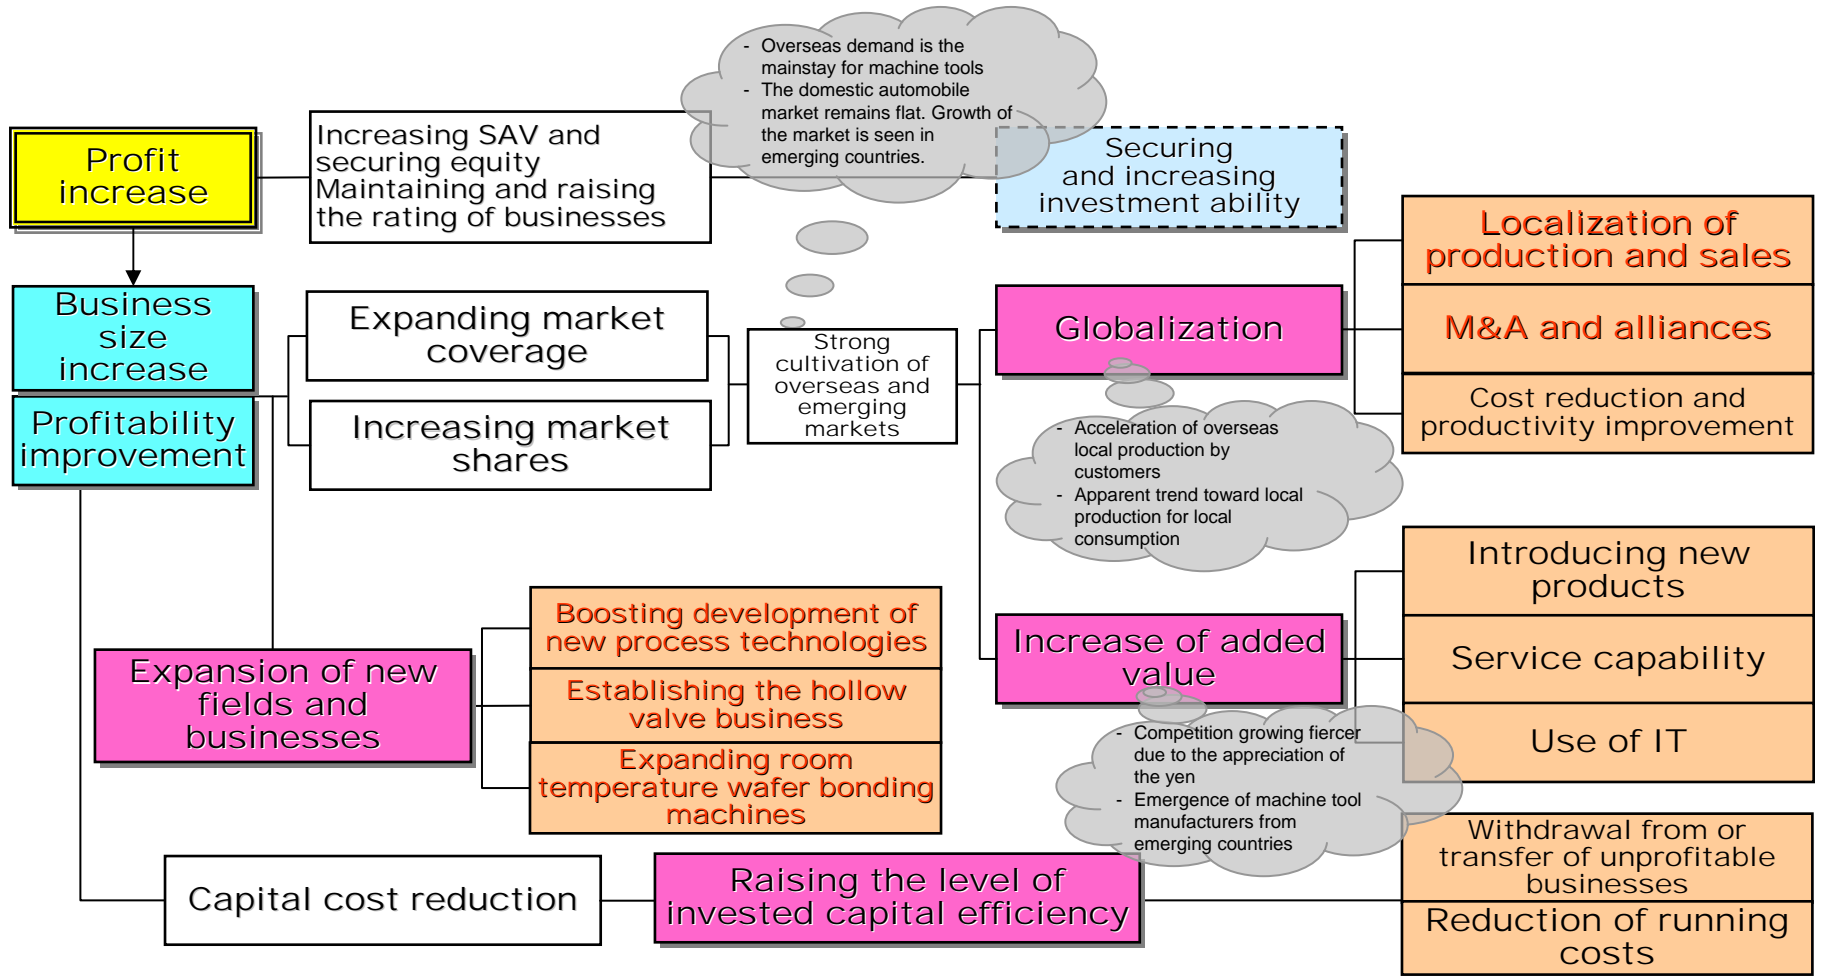 - Overseas demand is the
mainstay for machine tools
- The domestic automobile
market remains flat. Growth of
the market is seen in
emerging countries.
Profit
increase
Increasing SAV and
securing equity
Maintaining and raising
the rating of businesses
Securing
and increasing
investment ability
Localization of
production and sales
M&A and alliances
Cost reduction and
productivity improvement
Business
size
increase
Profitability
improvement
Expanding market
coverage
Increasing market
shares
Strong
cultivation of
overseas and
emerging
markets
Globalization
- Acceleration of overseas
local production by
customers
- Apparent trend toward local
production for local
consumption
Introducing new
products
Service capability
Use of IT
Increase of added
value
- Competition growing fiercer
due to the appreciation of
the yen
- Emergence of machine tool
manufacturers from
emerging countries
Expansion of new
fields and
businesses
Boosting development of
new process technologies
Establishing the hollow
valve business
Expanding room
temperature wafer bonding
machines
Capital cost reduction
Raising the level of
invested capital efficiency
Withdrawal from or
transfer of unprofitable
businesses
Reduction of running
costs